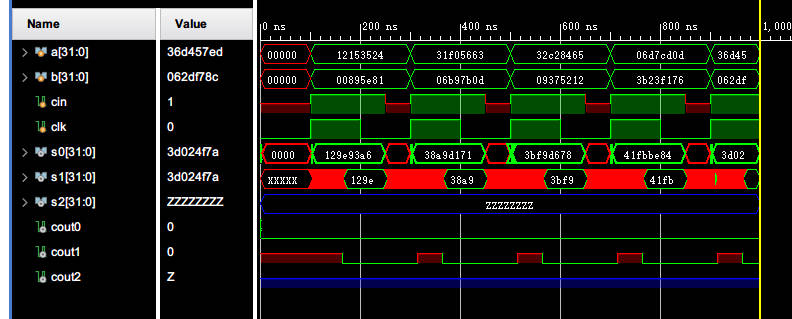 Name Value 0 ns 200 ns 400 ns 600 ns 800 ns 1,000
a[31:0] 36d457ed 00000 12153524 31f05663 32c28465 06d7cd0d 36d45
b[31:0] 062df78c 00000 00895e81 06b97b0d 09375212 3b23f176 062df
cin 1
clk 0
s0[31:0] 3d024f7a 0000 129e93a6 38a9d171 3bf9d678 41fbbe84 3d02
s1[31:0] 3d024f7a XXXXX 129e 38a9 3bf9 41fb
s2[31:0] ZZZZZZZZ ZZZZZZZZ
cout0 0
cout1 0
cout2 Z